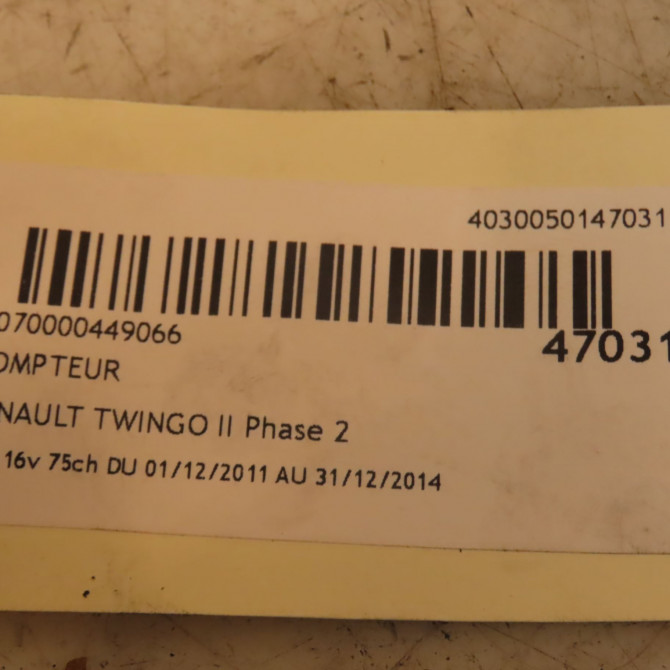 4030050147031
070000449066
47031
OMPTEUR
NAULT TWINGO II Phase 2
16v 75ch DU 01/12/2011 AU 31/12/2014